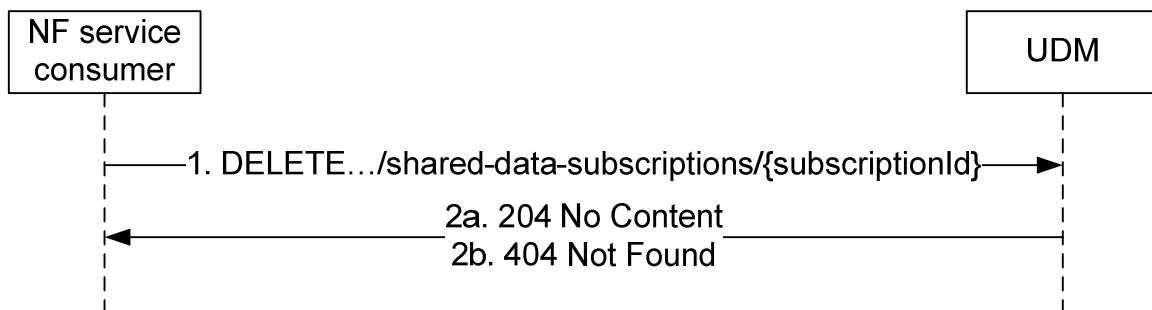 NF service
consumer
UDM
1. DELETE…/shared-data-subscriptions/{subscriptionId}
2a. 204 No Content
2b. 404 Not Found